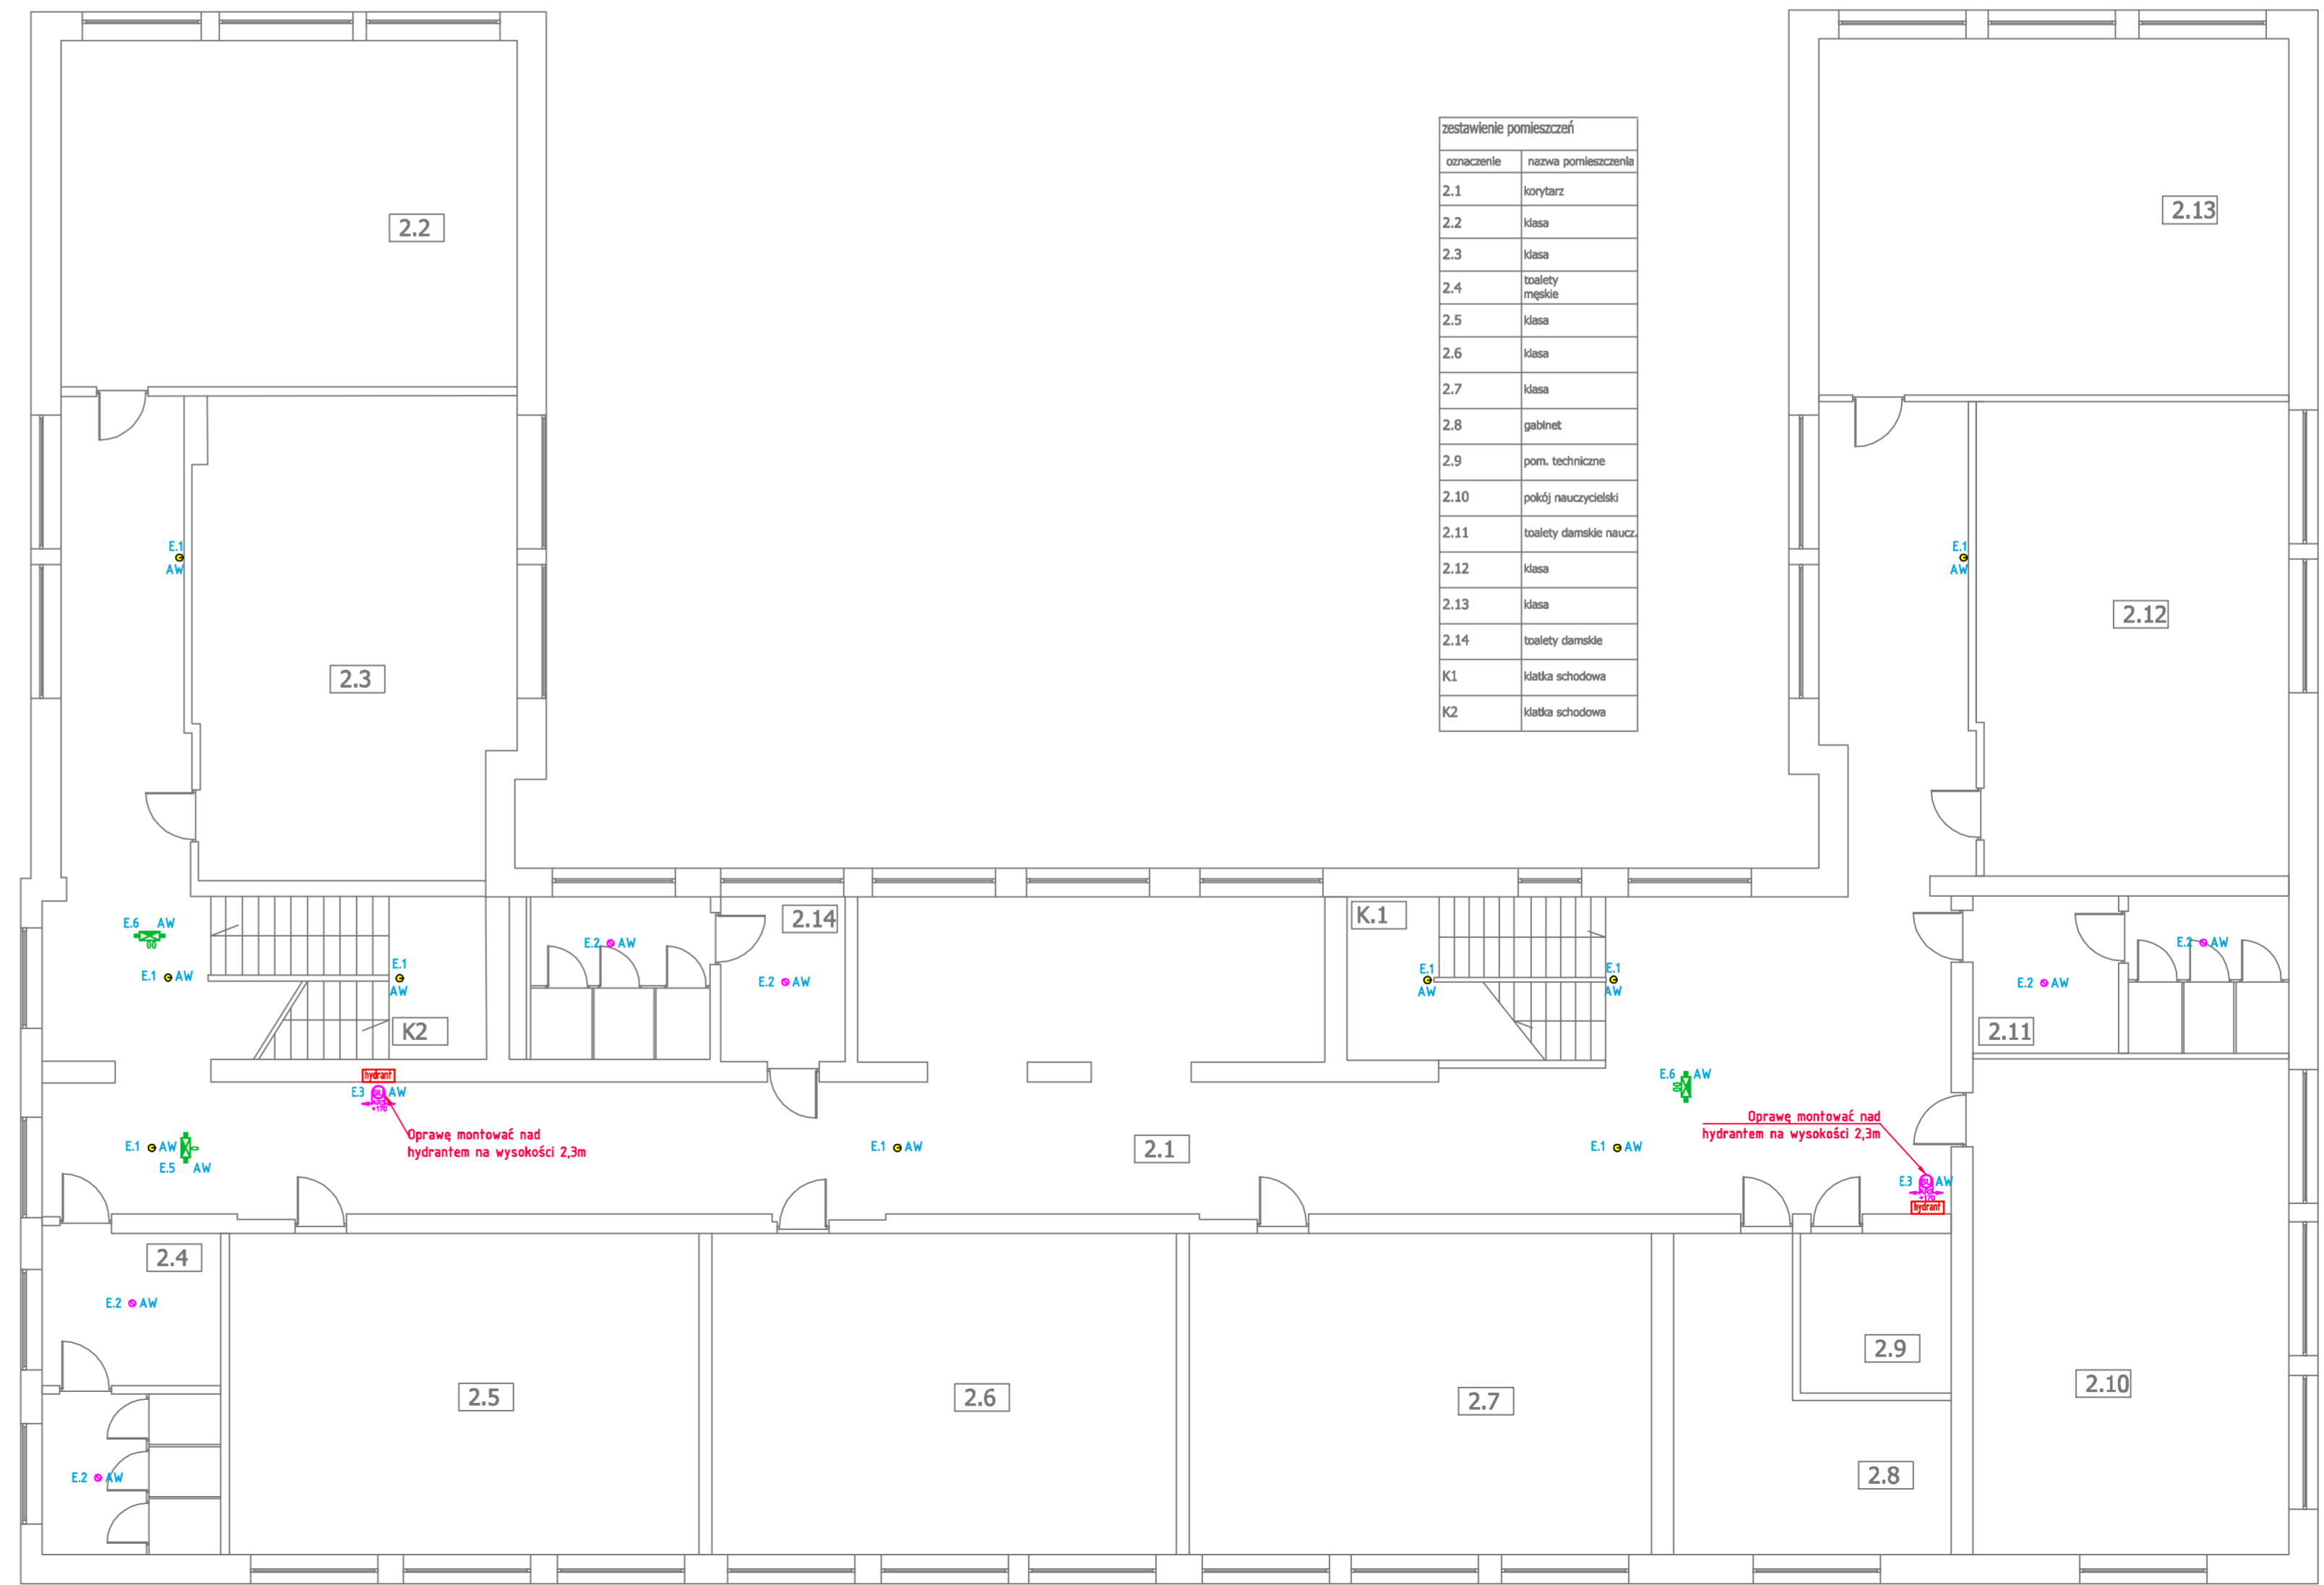 2.2
2.13
zestawienie pomieszczeń
oznaczenie nazwa pomieszczenia
2.1 korytarz
2.2 klasa
2.3 klasa
2.4 toalety
męskie
2.5 klasa
2.6 klasa
2.7 klasa
2.8 gabinet
2.9 pom. techniczne
2.10 pokój nauczycielski
2.11 toalety damskie naucz.
2.12 klasa
2.13 klasa
2.14 toalety damskie
K1 klatka schodowa
K2 klatka schodowa
E.1
AW
E.1
AW
2.12
2.3
E.6 AW
E.1 AW
E.1
AW
K2
E.2 AW
2.14
E.2 AW
K.1
E.1
AW
E.1
AW
E.2 AW
E.2 AW
2.11
hydrant
E.3 AW
+170
Oprawę montować nad
hydrantem na wysokości 2,3m
E.6 AW
Oprawę montować nad
hydrantem na wysokości 2,3m
E.1 AW
E.5 AW
E.1 AW
2.1
E.1 AW
E.3 AW
+170
hydrant
2.4
E.2 AW
2.9
2.5
2.6
2.7
2.10
E.2 AW
2.8